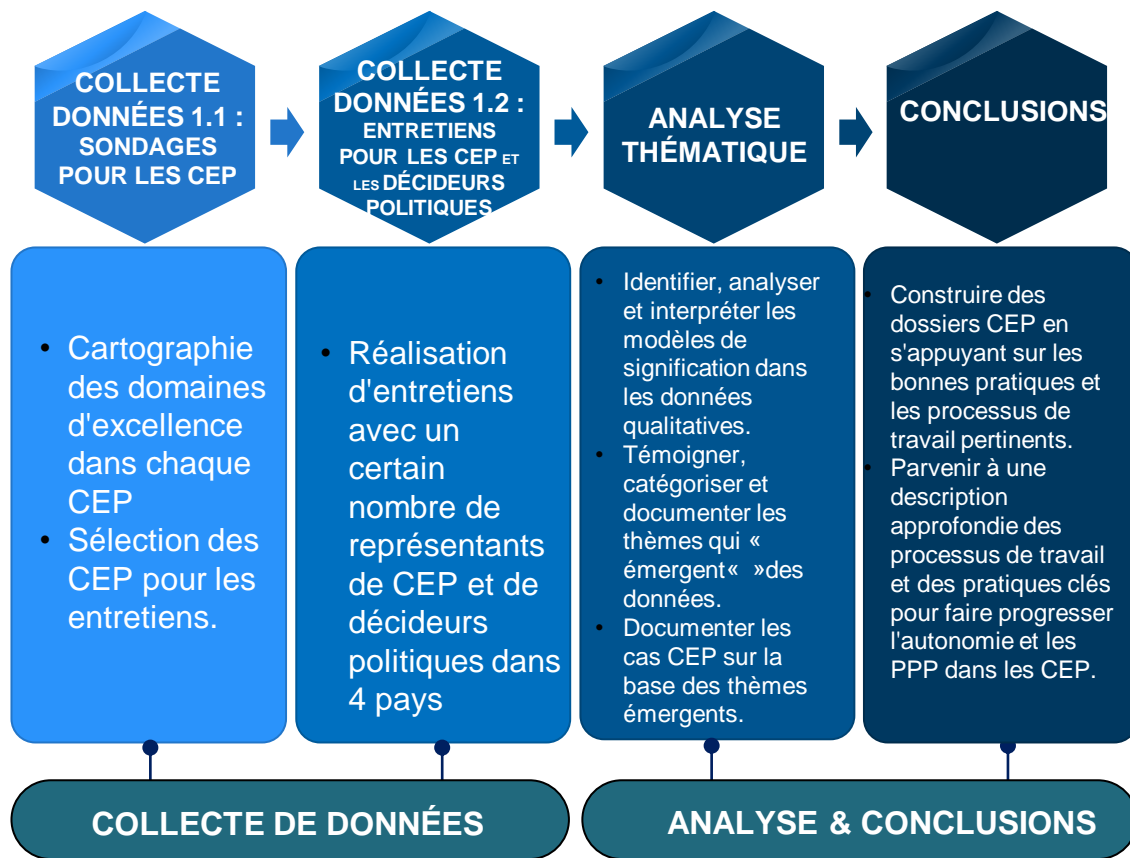 COLLECTE
DONNÉES 1.1 :
SONDAGES
POUR LES CEP
COLLECTE
DONNÉES 1.2 :
ENTRETIENS
POUR LES CEP ET
LES DÉCIDEURS
POLITIQUES
ANALYSE
THÉMATIQUE
CONCLUSIONS
• Cartographie
des domaines
d'excellence
dans chaque
CEP
• Sélection des
CEP pour les
entretiens.
• Réalisation
d'entretiens
avec un
certain
nombre de
représentants
de CEP et de
décideurs
politiques dans
4 pays
• Identifier, analyser
et interpréter les
modèles de
signification dans
les données
qualitatives.
• Témoigner,
catégoriser et
documenter les
thèmes qui «
émergent« »des
données.
• Documenter les
cas CEP sur la
base des thèmes
émergents.
• Construire des
dossiers CEP en
s'appuyant sur les
bonnes pratiques et
les processus de
travail pertinents.
• Parvenir à une
description
approfondie des
processus de travail
et des pratiques clés
pour faire progresser
l'autonomie et les
PPP dans les CEP.
COLLECTE DE DONNÉES
ANALYSE & CONCLUSIONS